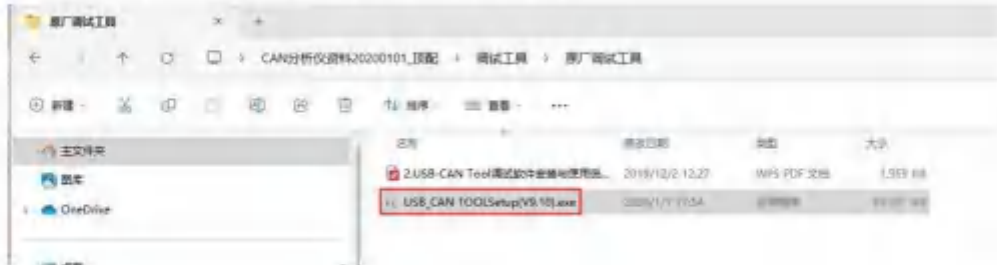 原厂调试工具
CAN分析仪资料20200101_顶配 > 调试工具 > 原厂调试工具
新建 排序 查看 ...
名称 修改日期 类型 大小
主文件夹
2.USB-CAN Tool调试软件安装与使用说... 2019/12/2 12:27 WPS PDF 文档
图库
USB_CAN TOOLSetup(V9.10).exe
OneDrive